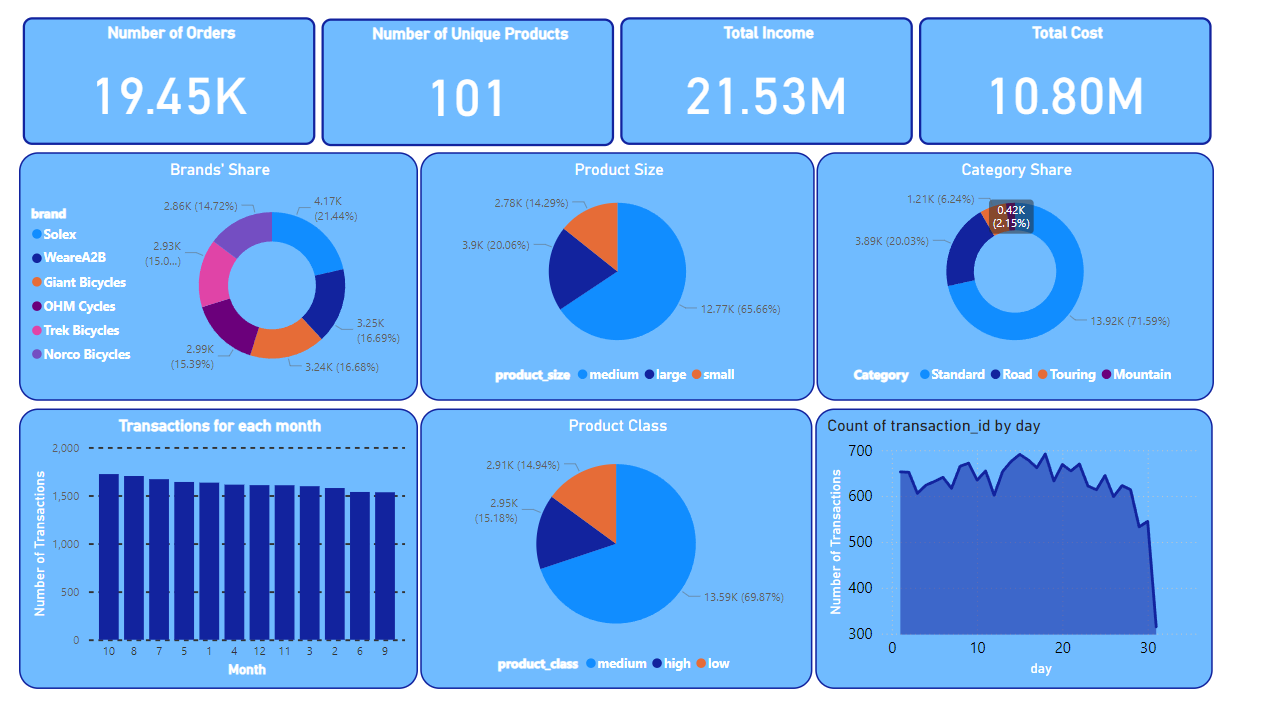 Number of Orders
19.45K
Number of Unique Products
101
Total Income
21.53M
Total Cost
10.80M
Brands' Share
brand
Solex
WeareA2B
Giant Bicycles
OHM Cycles
Trek Bicycles
Norco Bicycles
4.17K
(21.44%)
3.25K
(16.69%)
3.24K (16.68%)
2.99K
(15.39%)
2.93K
(15.0...)
2.86K (14.72%)
Product Size
2.78K (14.29%)
3.9K (20.06%)
12.77K (65.66%)
product_size medium large small
Category Share
1.21K (6.24%)
0.42K
(2.15%)
3.89K (20.03%)
13.92K (71.59%)
Category Standard Road Touring Mountain
Transactions for each month
Number of Transactions
2,000
1,500
1,000
500
0
10 8 7 5 1 4 12 11 3 2 6 9
Month
Product Class
2.91K (14.94%)
2.95K
(15.18%)
13.59K (69.87%)
product_class medium high low
Count of transaction_id by day
Number of Transactions
700
600
500
400
300
0 10 20 30
day